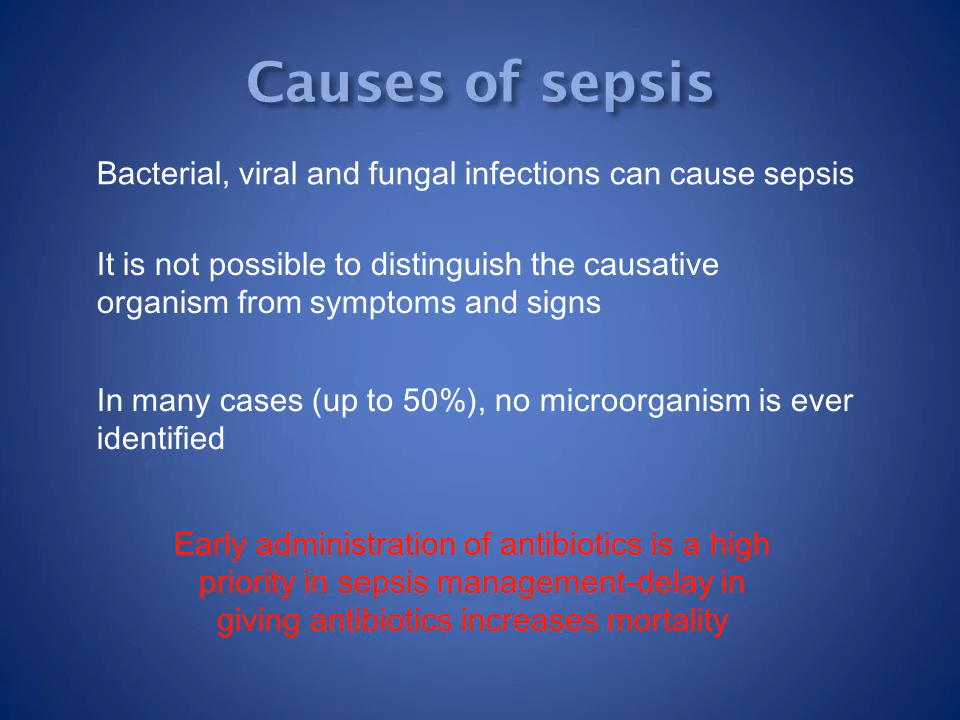 Causes of sepsis
Bacterial, viral and fungal infections can cause sepsis
It is not possible to distinguish the causative
organism from symptoms and signs
In many cases (up to 50%), no microorganism is ever
identified
Early administration of antibiotics is a high
priority in sepsis management-delay in
giving antibiotics increases mortality